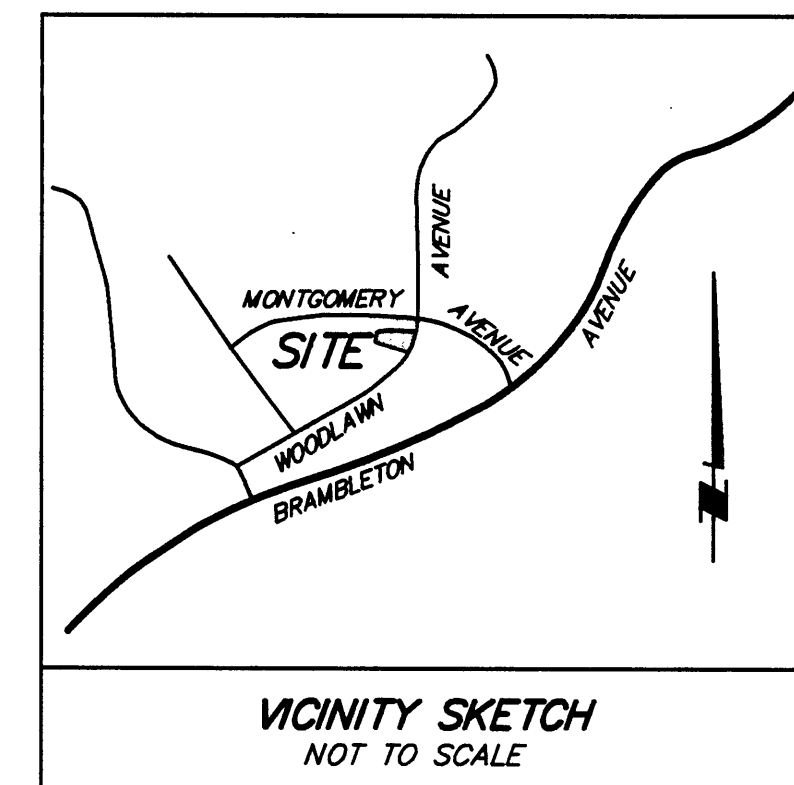 AVENUE
MONTGOMERY
AVENUE
AVENUE
SITE
WOODLAWN
BRAMBLETON
N
VICINITY SKETCH
NOT TO SCALE